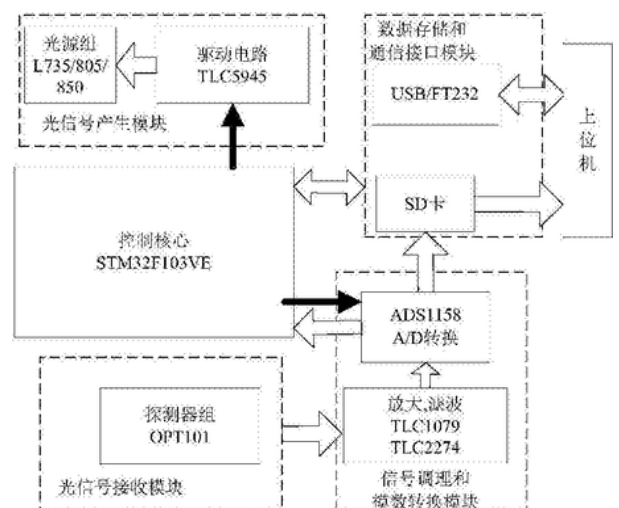 光源组
L735/805/
850
驱动电路
TLC5945
光信号产生模块
数据存储和
通信接口模块
USB/FT232
SD卡
上
位
机
控制核心
STM32F103VE
ADS1158
A/D转换
探测器组
OPT101
光信号接收模块
放大,滤波
TLC1079
TLC2274
信号调理和
模数转换模块